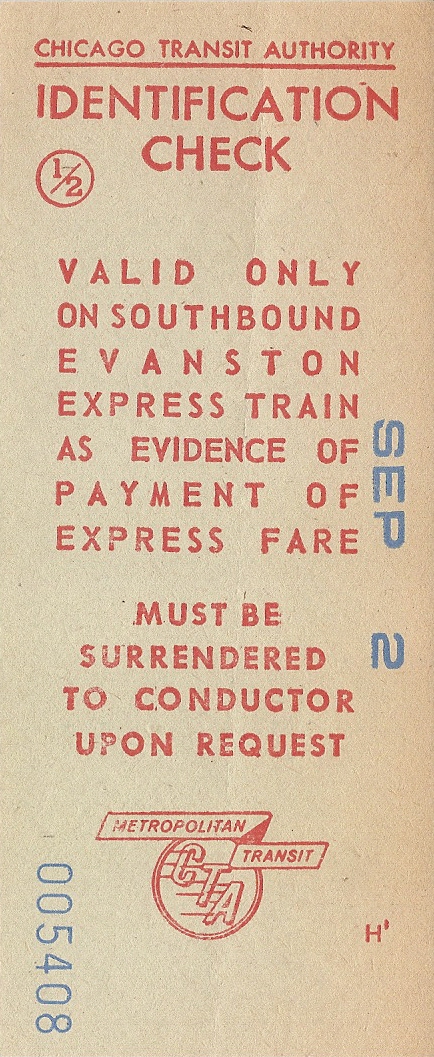 CHICAGO TRANSIT AUTHORITY
IDENTIFICATION
CHECK
1/2
VALID ONLY
ON SOUTHBOUND
EVANSTON
EXPRESS TRAIN
AS EVIDENCE OF
PAYMENT OF
EXPRESS FARE
SEP 2
MUST BE
SURRENDERED
TO CONDUCTOR
UPON REQUEST
METROPOLITAN
TRANSIT
CTA
H'
005408